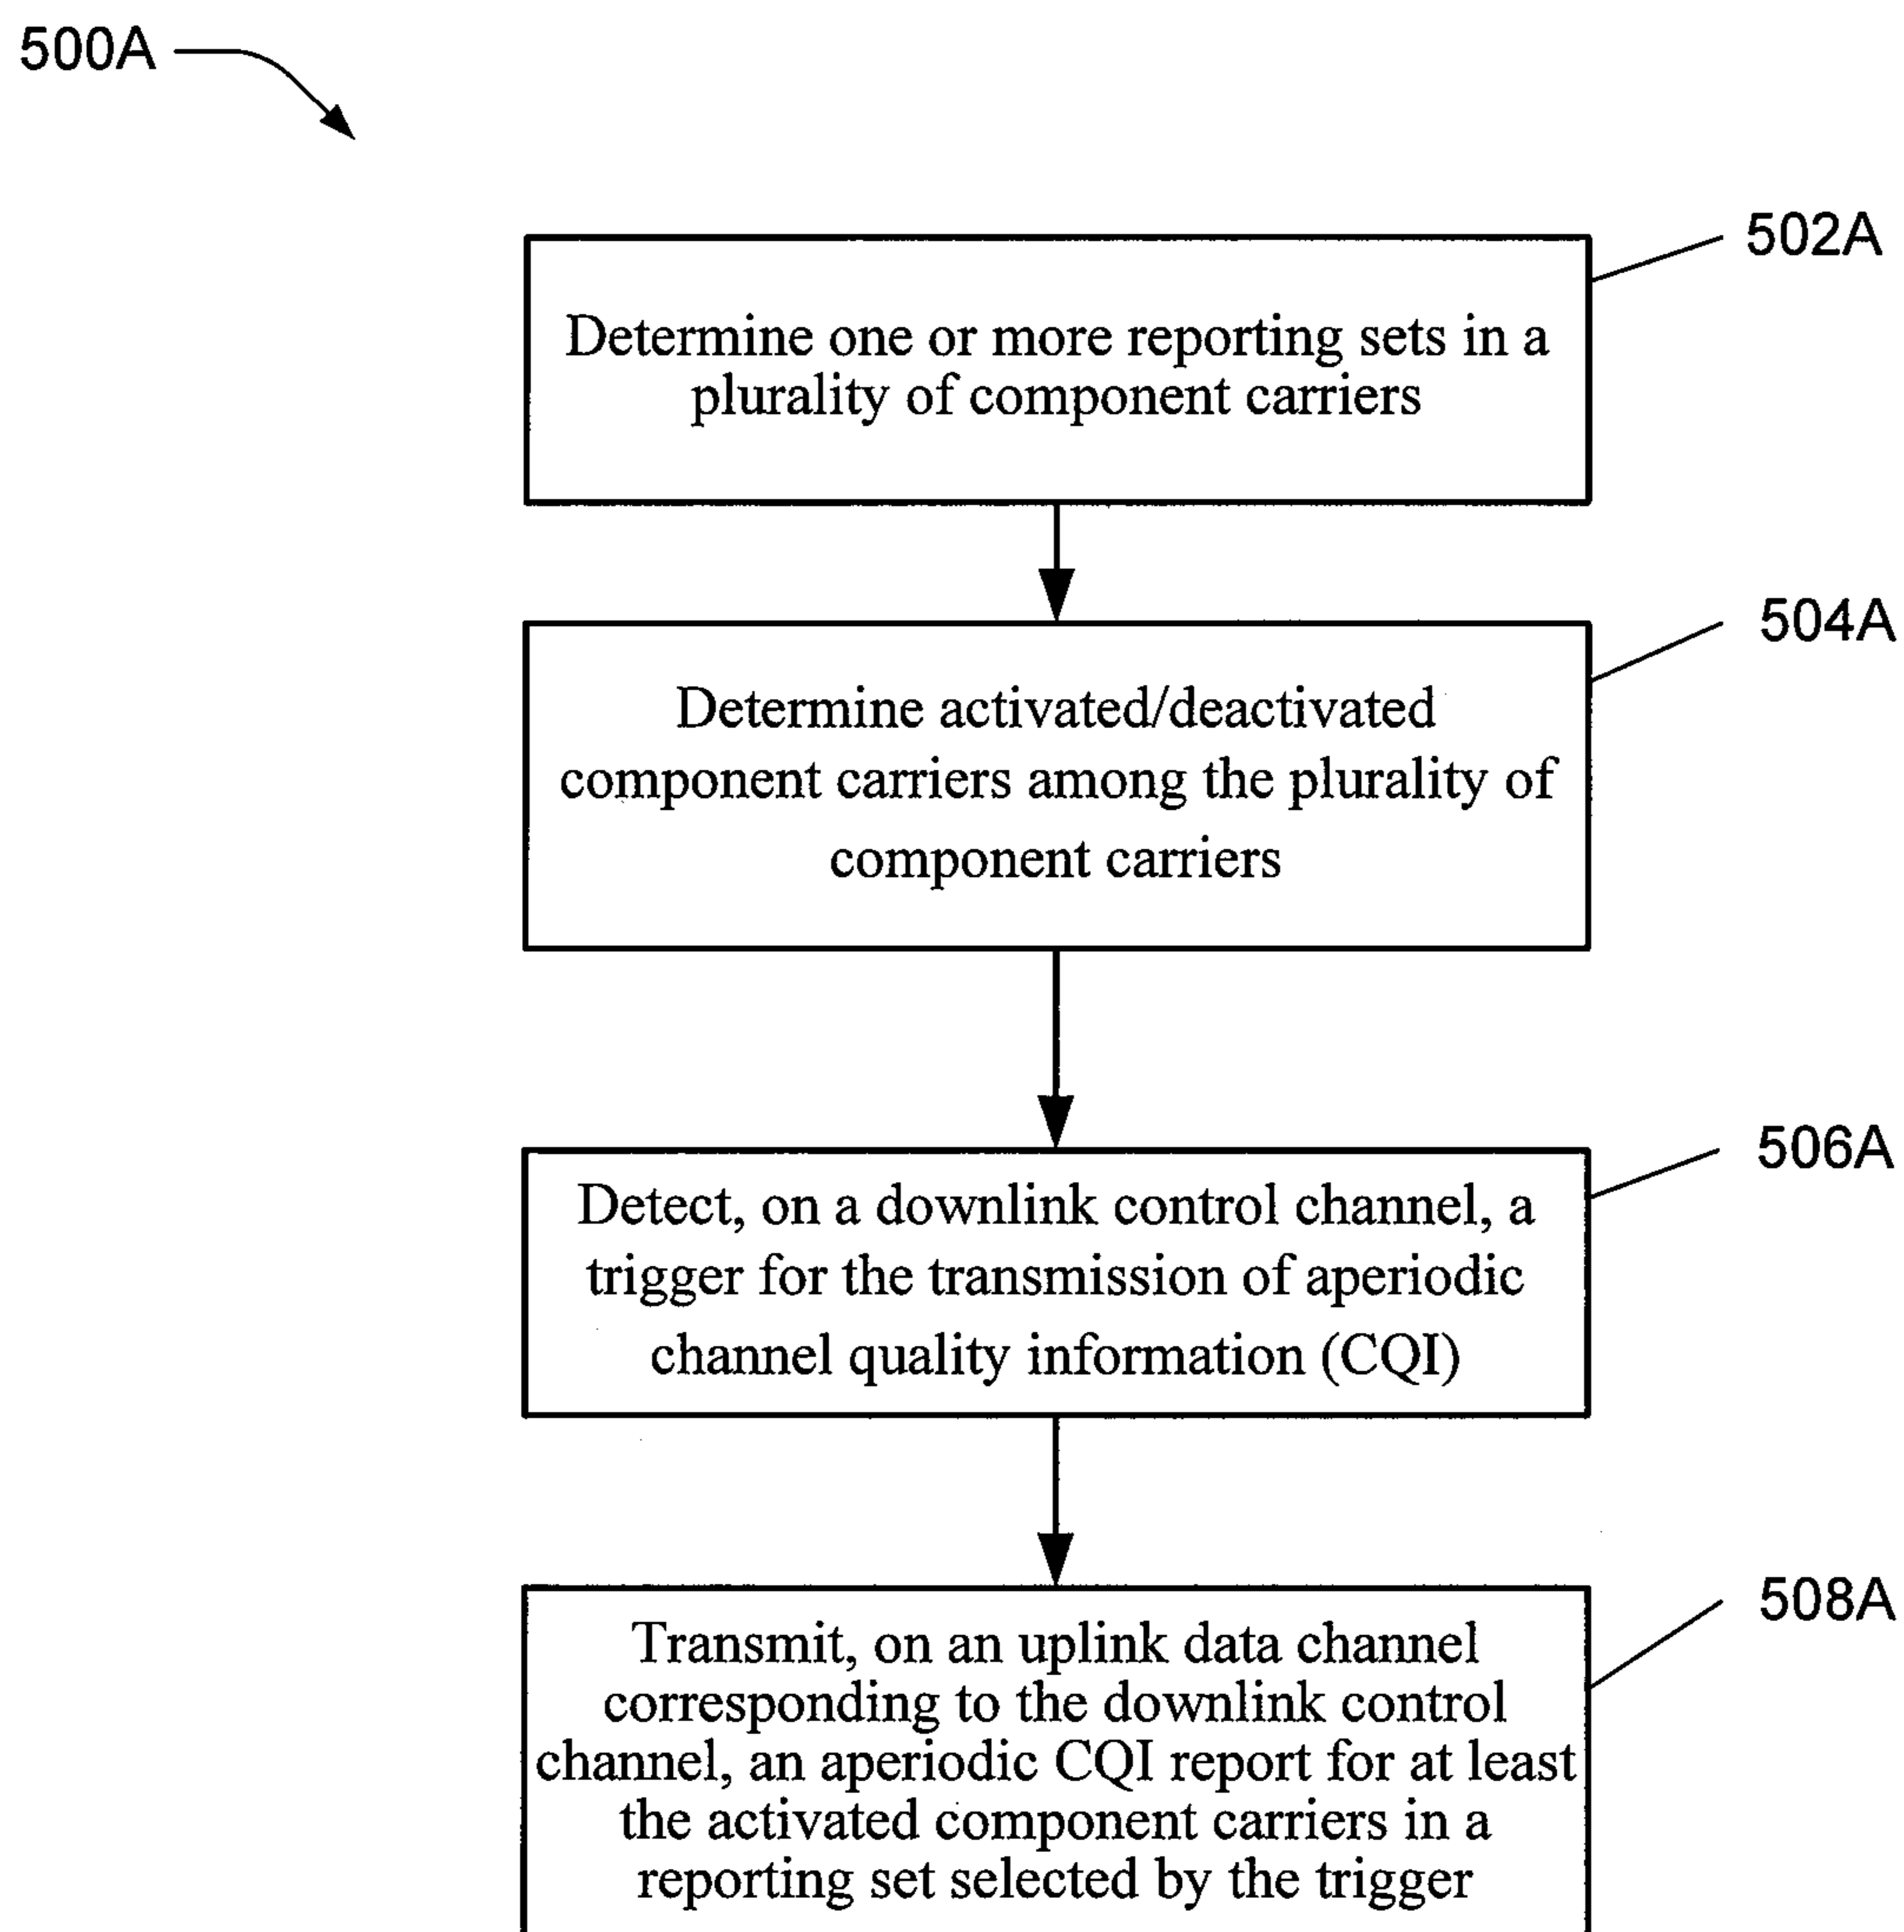 500A
502A
Determine one or more reporting sets in a
plurality of component carriers
504A
Determine activated/deactivated
component carriers among the plurality of
component carriers
506A
Detect, on a downlink control channel, a
trigger for the transmission of aperiodic
channel quality information (CQI)
508A
Transmit, on an uplink data channel
corresponding to the downlink control
channel, an aperiodic CQI report for at least
the activated component carriers in a
reporting set selected by the trigger